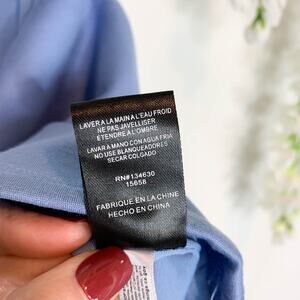 LAVER A LA MAIN A L'EAU FROID
NE PAS JAVELLISER
ÉTENDRE À L'OMBRE
LAVAR A MANO CON AGUA FRIA
NO USE BLANQUEADORES
SECAR COLGADO
RN#134630
15658
FABRIQUE EN LA CHINE
HECHO EN CHINA